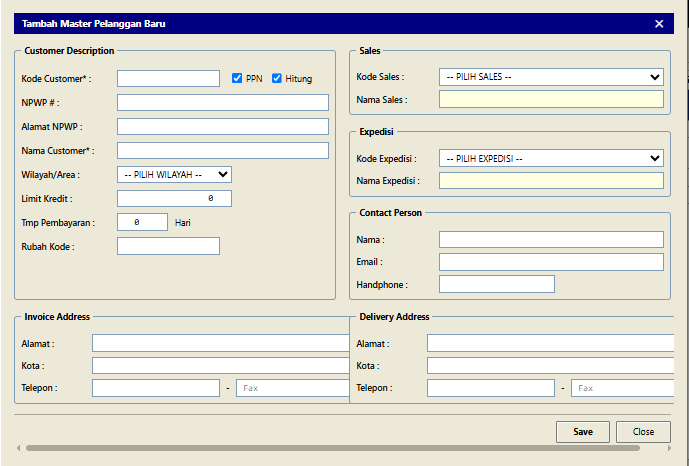 Tambah Master Pelanggan Baru ×
Customer Description
Kode Customer* :
PPN
Hitung
NPWP # :
Alamat NPWP :
Nama Customer* :
Wilayah/Area : -- PILIH WILAYAH --
Limit Kredit : 0
Tmp Pembayaran : 0 Hari
Rubah Kode :
Sales
Kode Sales : -- PILIH SALES --
Nama Sales :
Expedisi
Kode Expedisi : -- PILIH EXPEDISI --
Nama Expedisi :
Contact Person
Nama :
Email :
Handphone :
Invoice Address
Alamat :
Kota :
Telepon : - Fax
Delivery Address
Alamat :
Kota :
Telepon : - Fax
Save
Close